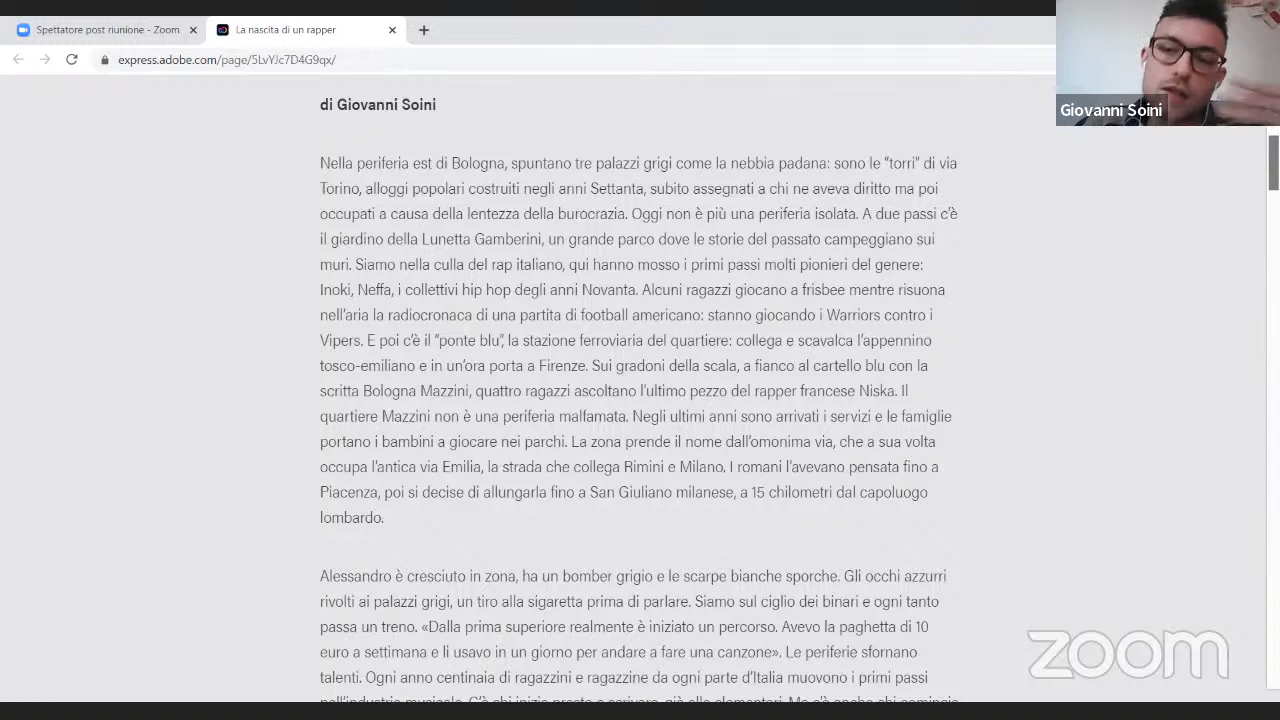 Spettatore post riunione - Zoom
La nascita di un rapper
express.adobe.com/page/5LvYJc7D4G9qx/
Giovanni Soini
di Giovanni Soini
Nella periferia est di Bologna, spuntano tre palazzi grigi come la nebbia padana: sono le “torri” di via
Torino, alloggi popolari costruiti negli anni Settanta, subito assegnati a chi ne aveva diritto ma poi
occupati a causa della lentezza della burocrazia. Oggi non è più una periferia isolata. A due passi c’è
il giardino della Lunetta Gamberini, un grande parco dove le storie del passato campeggiano sui
muri. Siamo nella culla del rap italiano, qui hanno mosso i primi passi molti pionieri del genere:
Inoki, Neffa, i collettivi hip hop degli anni Novanta. Alcuni ragazzi giocano a frisbee mentre risuona
nell’aria la radiocronaca di una partita di football americano: stanno giocando i Warriors contro i
Vipers. E poi c’è il “ponte blu”, la stazione ferroviaria del quartiere: collega e scavalca l’appennino
tosco-emiliano e in un’ora porta a Firenze. Sui gradoni della scala, a fianco al cartello blu con la
scritta Bologna Mazzini, quattro ragazzi ascoltano l’ultimo pezzo del rapper francese Niska. Il
quartiere Mazzini non è una periferia malfamata. Negli ultimi anni sono arrivati i servizi e le famiglie
portano i bambini a giocare nei parchi. La zona prende il nome dall’omonima via, che a sua volta
occupa l’antica via Emilia, la strada che collega Rimini e Milano. I romani l’avevano pensata fino a
Piacenza, poi si decise di allungarla fino a San Giuliano milanese, a 15 chilometri dal capoluogo
lombardo.
Alessandro è cresciuto in zona, ha un bomber grigio e le scarpe bianche sporche. Gli occhi azzurri
rivolti ai palazzi grigi, un tiro alla sigaretta prima di parlare. Siamo sul ciglio dei binari e ogni tanto
passa un treno. «Dalla prima superiore realmente è iniziato un percorso. Avevo la paghetta di 10
euro a settimana e li usavo in un giorno per andare a fare una canzone». Le periferie sfornano
talenti. Ogni anno centinaia di ragazzini e ragazzine da ogni parte d’Italia muovono i primi passi
zoom